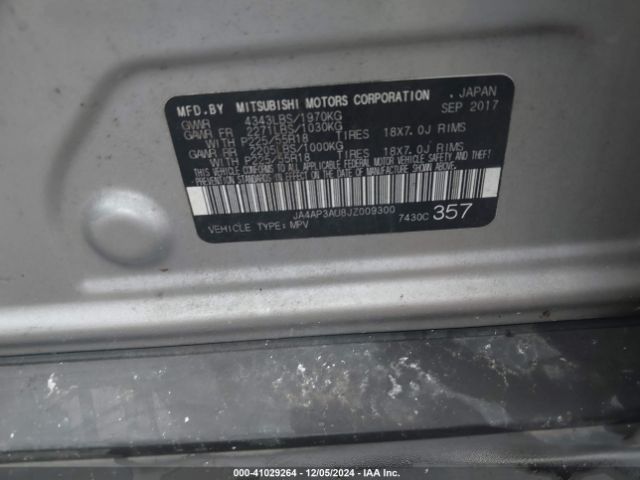 MFD.BY MITSUBISHI MOTORS CORPORATION . JAPAN
SEP 2017
GVWR 4343LBS/1970KG
GAWR FR 2271LBS/1030KG
WITH P225/55R18 TIRES 18X7.0J RIMS
GAWR RR 2205LBS/1000KG
WITH P225/55R18 TIRES 18X7.0J RIMS
THIS VEHICLE CONFORMS TO ALL APPLICABLE
FEDERAL MOTOR VEHICLE SAFETY AND THEFT
PREVENTION STANDARDS IN EFFECT ON THE DATE
OF MANUFACTURE SHOWN ABOVE.
JA4AP3AU8JZ009300
VEHICLE TYPE: MPV 7430C 357
000-41029264 - 12/05/2024 - IAA Inc.